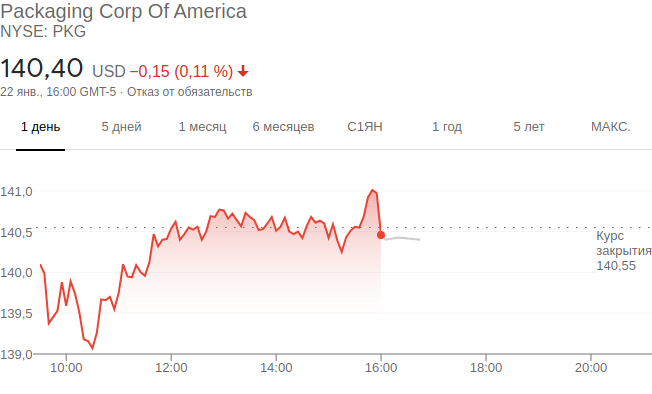 Packaging Corp Of America
NYSE: PKG
140,40 USD −0,15 (0,11 %)
22 янв., 16:00 GMT-5 · Отказ от обязательств
1 день 5 дней 1 месяц 6 месяцев С1ЯН 1 год 5 лет МАКС.
141,0
140,5
Курс
закрытия
140,55
140,0
139,5
139,0
10:00 12:00 14:00 16:00 18:00 20:00